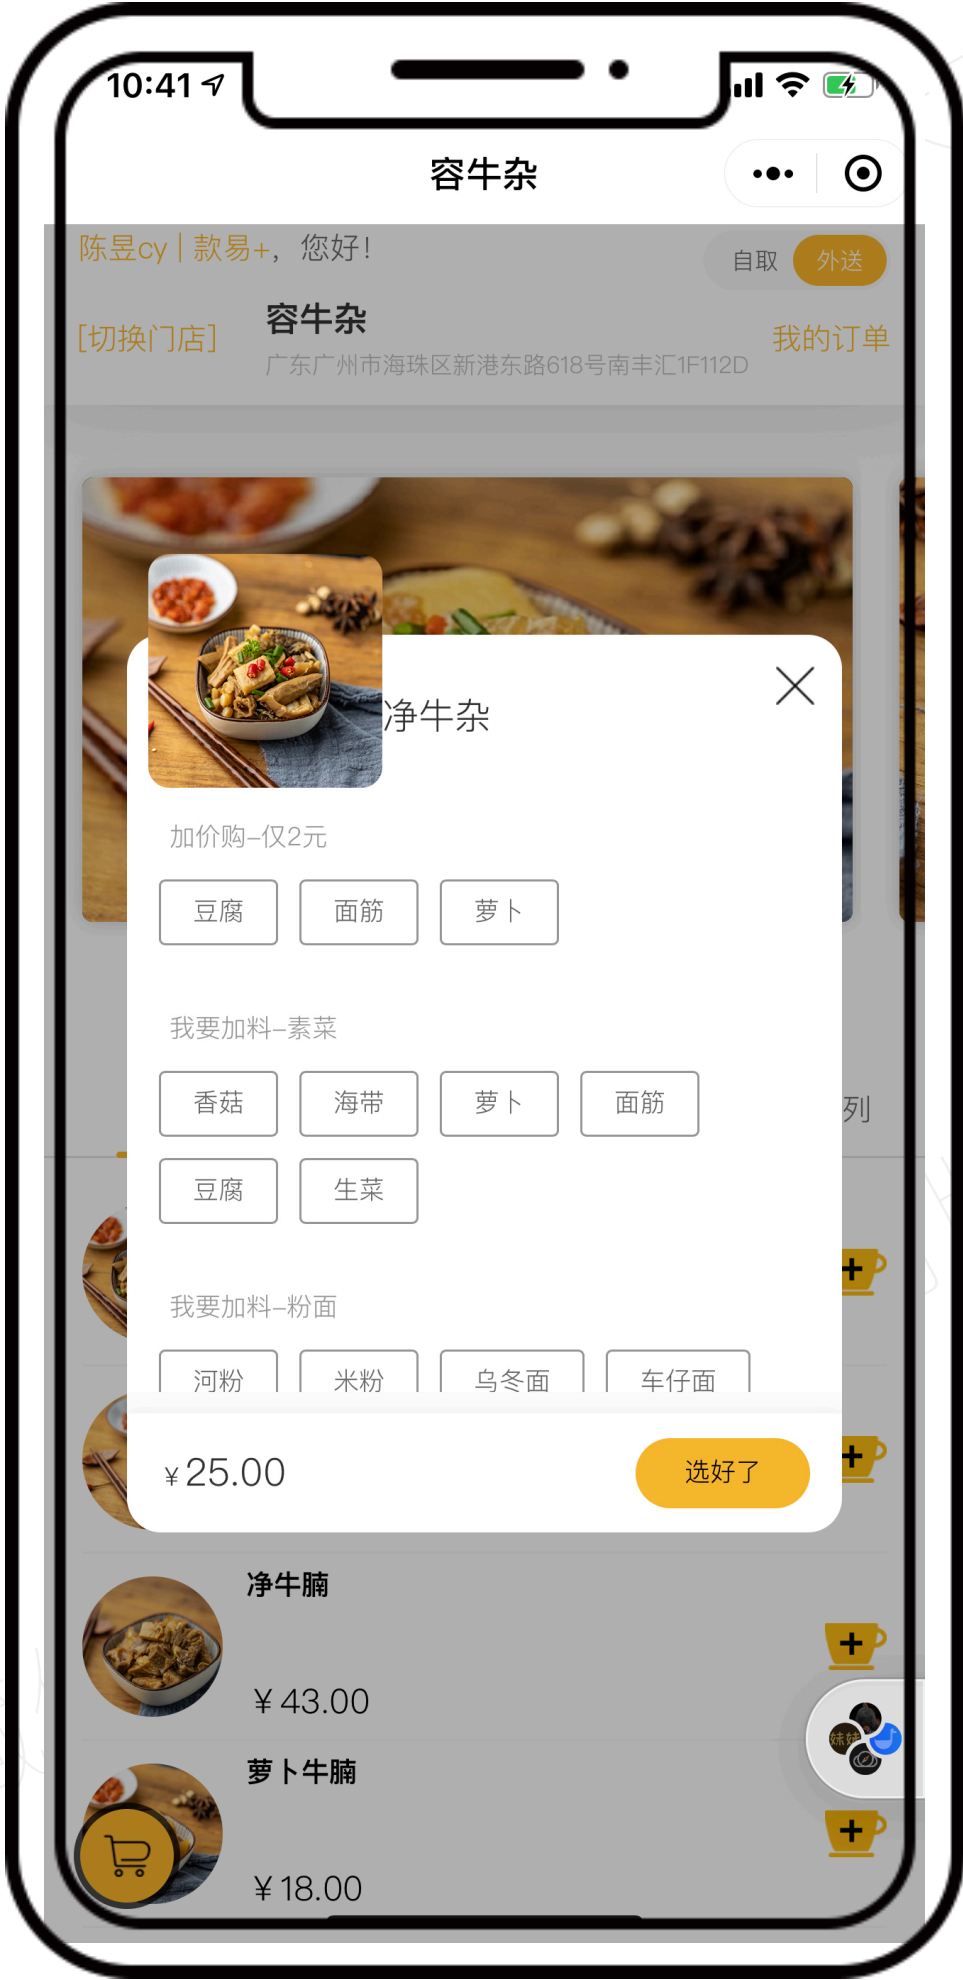 10:41
容牛杂
陈昱cy | 款易+，您好！
自取 外送
[切换门店]
容牛杂
广东广州市海珠区新港东路618号南丰汇1F112D
我的订单
净牛杂
加价购-仅2元
豆腐 面筋 萝卜
我要加料-素菜
香菇 海带 萝卜 面筋
列
豆腐 生菜
我要加料-粉面
河粉 米粉 乌冬面 车仔面
¥25.00
选好了
净牛腩
¥43.00
妹妹
萝卜牛腩
¥18.00